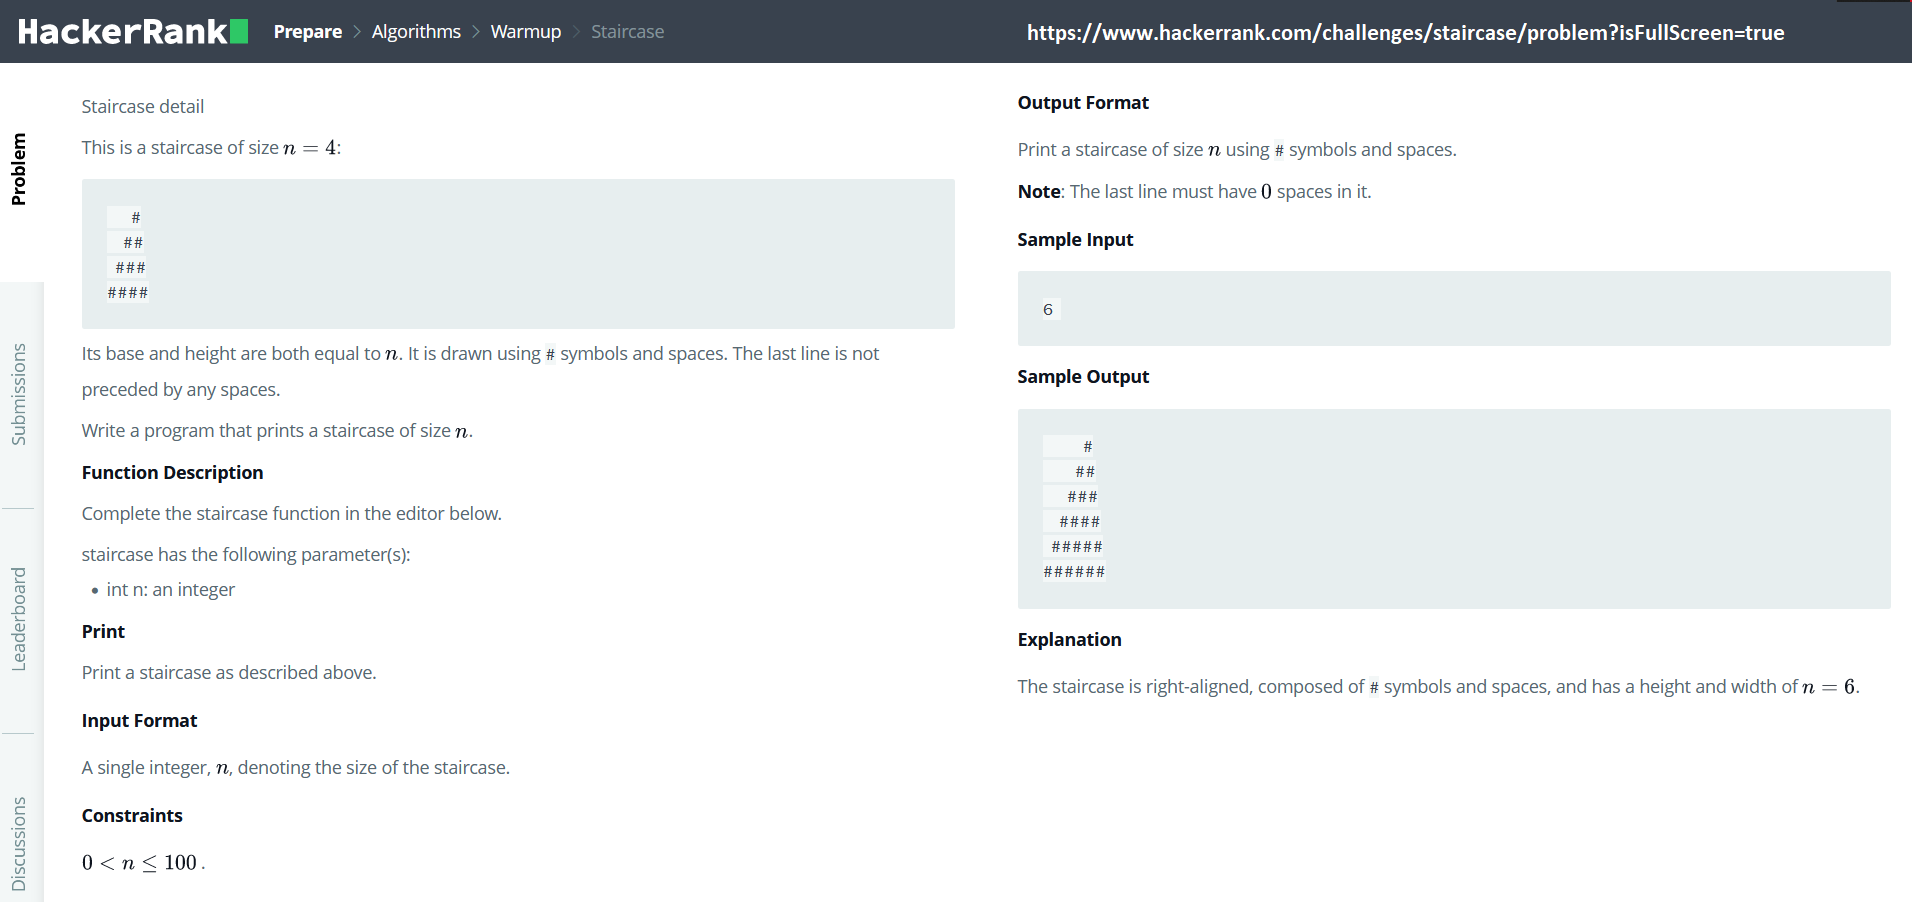 HackerRank Prepare > Algorithms > Warmup > Staircase
https://www.hackerrank.com/challenges/staircase/problem?isFullScreen=true
Problem
Submissions
Leaderboard
Discussions
Staircase detail
This is a staircase of size n = 4:
   #
  ##
 ###
####
Its base and height are both equal to n. It is drawn using # symbols and spaces. The last line is not
preceded by any spaces.
Write a program that prints a staircase of size n.
Function Description
Complete the staircase function in the editor below.
staircase has the following parameter(s):
• int n: an integer
Print
Print a staircase as described above.
Input Format
A single integer, n, denoting the size of the staircase.
Constraints
0 < n ≤ 100 .
Output Format
Print a staircase of size n using # symbols and spaces.
Note: The last line must have 0 spaces in it.
Sample Input
6
Sample Output
     #
    ##
   ###
  ####
 #####
######
Explanation
The staircase is right-aligned, composed of # symbols and spaces, and has a height and width of n = 6.